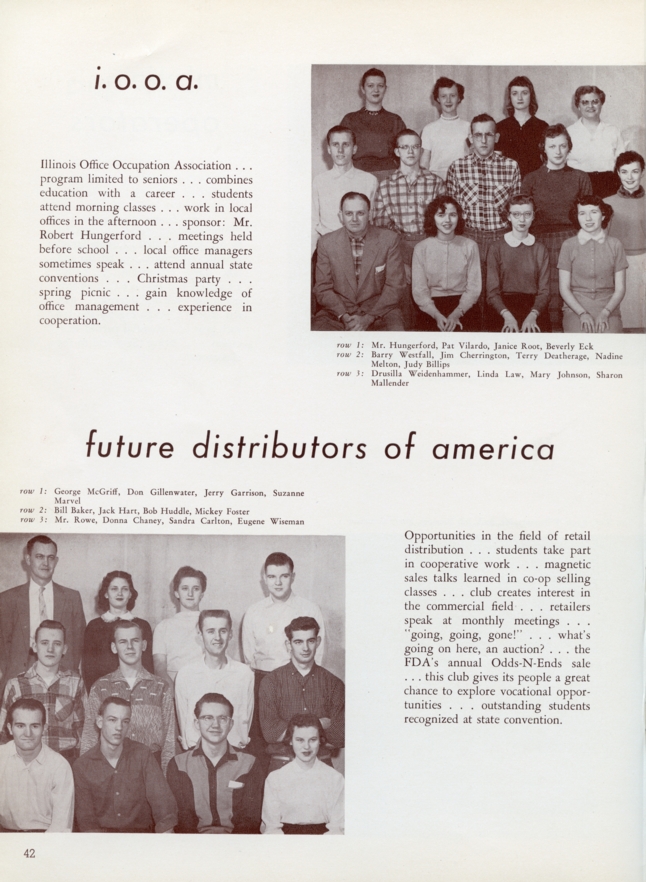 i. o. o. a.
Illinois Office Occupation Association . . .
program limited to seniors . . . combines
education with a career . . . students
attend morning classes . . . work in local
offices in the afternoon . . . sponsor: Mr.
Robert Hungerford . . . meetings held
before school . . . local office managers
sometimes speak . . . attend annual state
conventions . . . Christmas party . . .
spring picnic . . . gain knowledge of
office management . . . experience in
cooperation.
row 1: Mr. Hungerford, Pat Vilardo, Janice Root, Beverly Eck
row 2: Barry Westfall, Jim Cherrington, Terry Deatherage, Nadine
Melton, Judy Billips
row 3: Drusilla Weidenhammer, Linda Law, Mary Johnson, Sharon
Mallender
future distributors of america
row 1: George McGriff, Don Gillenwater, Jerry Garrison, Suzanne
Marvel
row 2: Bill Baker, Jack Hart, Bob Huddle, Mickey Foster
row 3: Mr. Rowe, Donna Chaney, Sandra Carlton, Eugene Wiseman
Opportunities in the field of retail
distribution . . . students take part
in cooperative work . . . magnetic
sales talks learned in co-op selling
classes . . . club creates interest in
the commercial field . . . retailers
speak at monthly meetings . . .
"going, going, gone!" . . . what's
going on here, an auction? . . . the
FDA's annual Odds-N-Ends sale
. . . this club gives its people a great
chance to explore vocational oppor-
tunities . . . outstanding students
recognized at state convention.
42